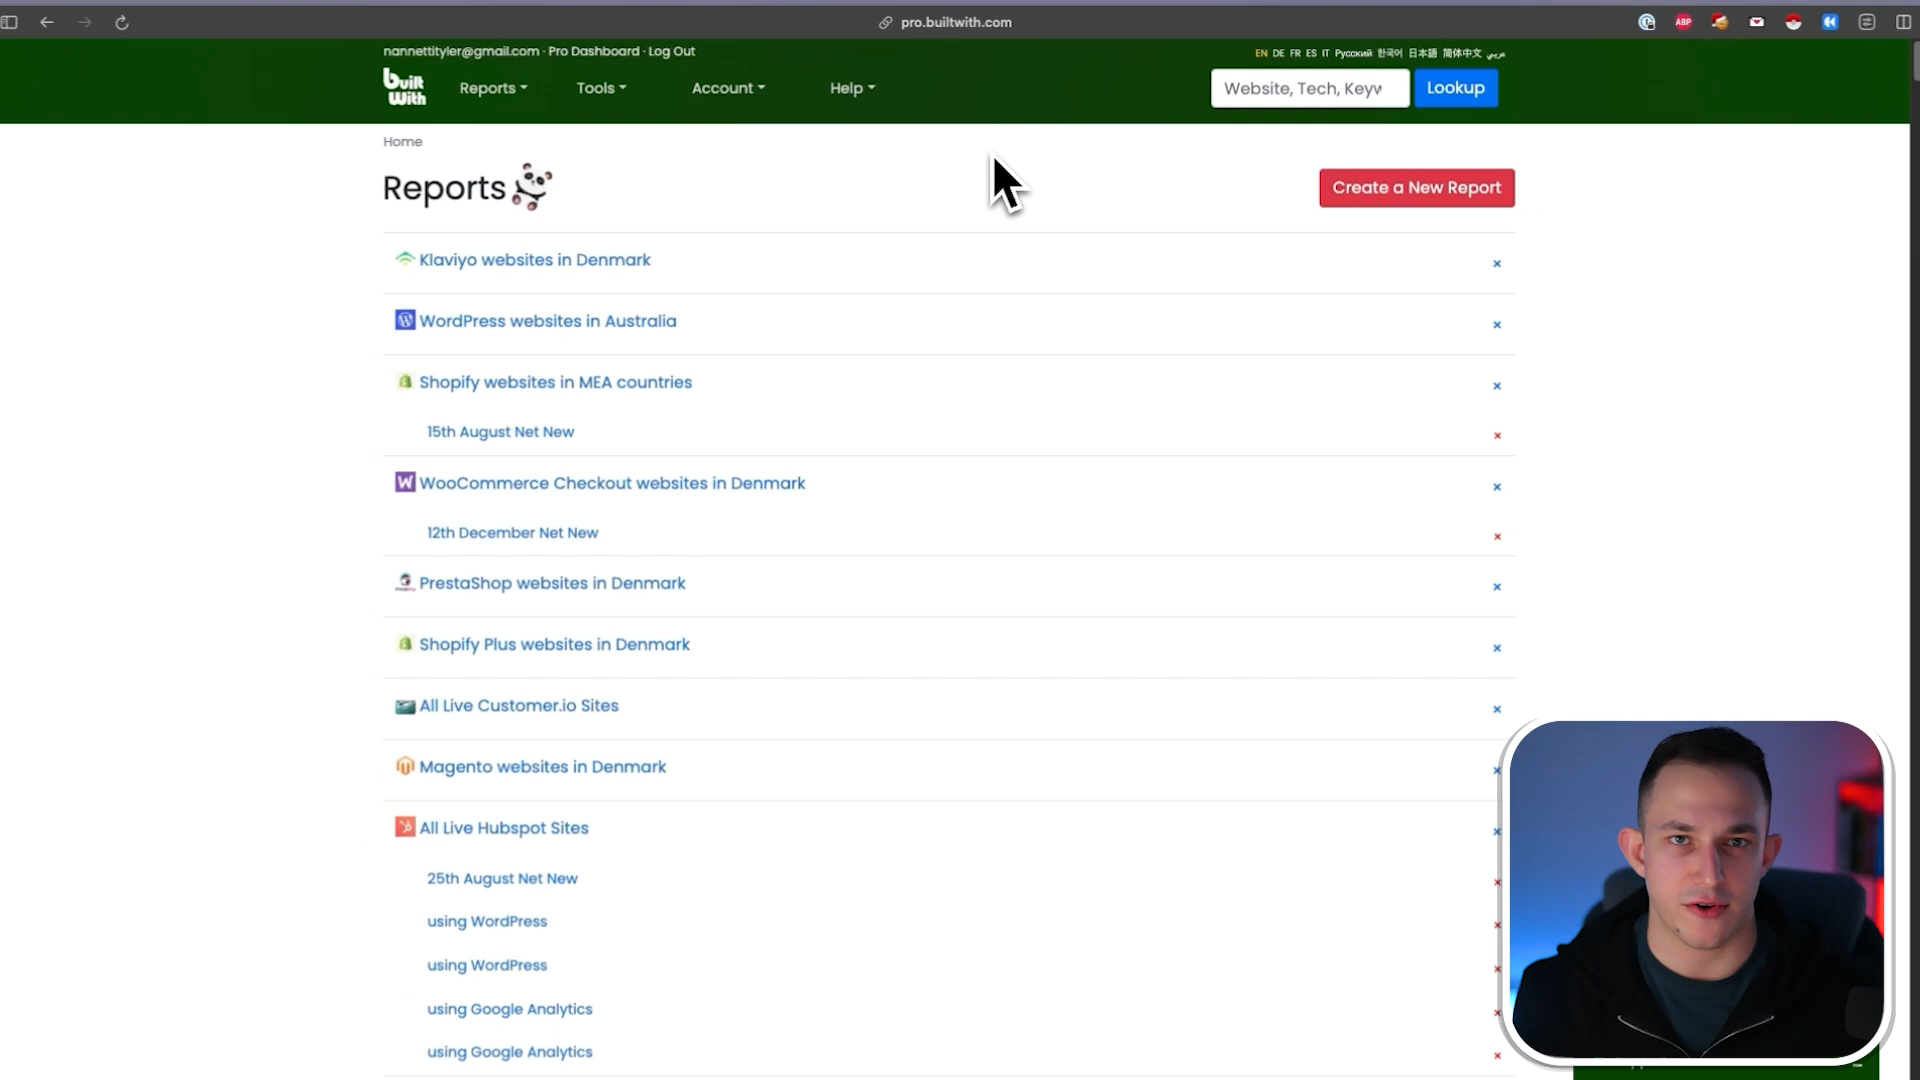 pro.builtwith.com
ABP
nannettityler@gmail.com · Pro Dashboard · Log Out
EN DE FR ES IT Русский 한국어 日本語 简体中文 عربي
built With
Reports
Tools
Account
Help
Website, Tech, Keyw
Lookup
Home
Reports
Create a New Report
Klaviyo websites in Denmark
WordPress websites in Australia
Shopify websites in MEA countries
15th August Net New
WooCommerce Checkout websites in Denmark
12th December Net New
PrestaShop websites in Denmark
Shopify Plus websites in Denmark
All Live Customer.io Sites
Magento websites in Denmark
All Live Hubspot Sites
25th August Net New
using WordPress
using WordPress
using Google Analytics
using Google Analytics